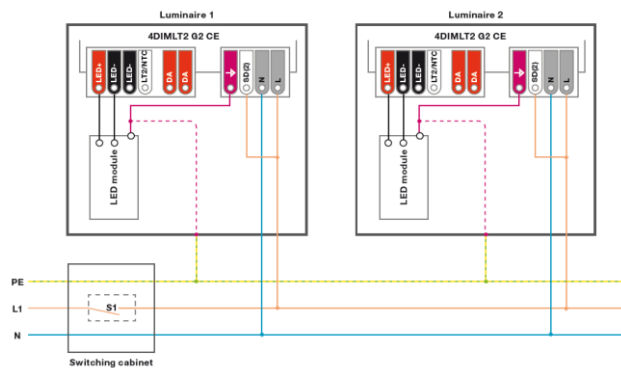 Luminaire 1
4DIMLT2 G2 CE
LED+
LED-
LED-
LT2/NTC
DA
DA
SD(2)
N
L
LED module
Luminaire 2
4DIMLT2 G2 CE
LED+
LED-
LED-
LT2/NTC
DA
DA
SD(2)
N
L
LED module
PE
L1
S1
N
Switching cabinet